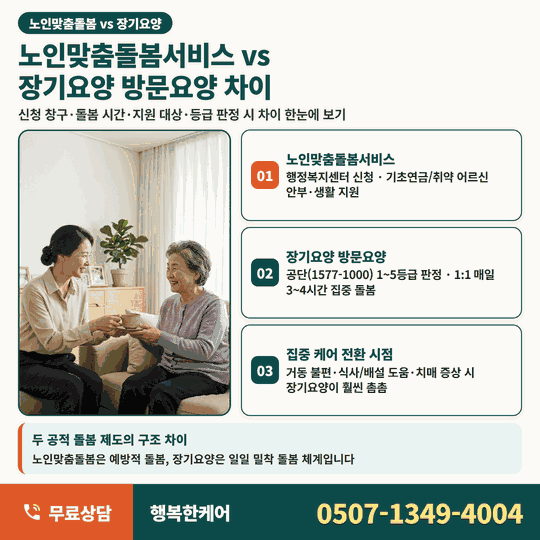 노인맞춤돌봄 vs 장기요양
노인맞춤돌봄서비스 vs
장기요양 방문요양 차이
신청 창구·돌봄 시간·지원 대상·등급 판정 시 차이 한눈에 보기
01
노인맞춤돌봄서비스
행정복지센터 신청 · 기초연금/취약 어르신
안부·생활 지원
02
장기요양 방문요양
공단(1577-1000) 1~5등급 판정 · 1:1 매일
3~4시간 집중 돌봄
03
집중 케어 전환 시점
거동 불편·식사/배설 도움·치매 증상 시
장기요양이 훨씬 촘촘
두 공적 돌봄 제도의 구조 차이
노인맞춤돌봄은 예방적 돌봄, 장기요양은 일일 밀착 돌봄 체계입니다
무료상담
행복한케어
0507-1349-4004